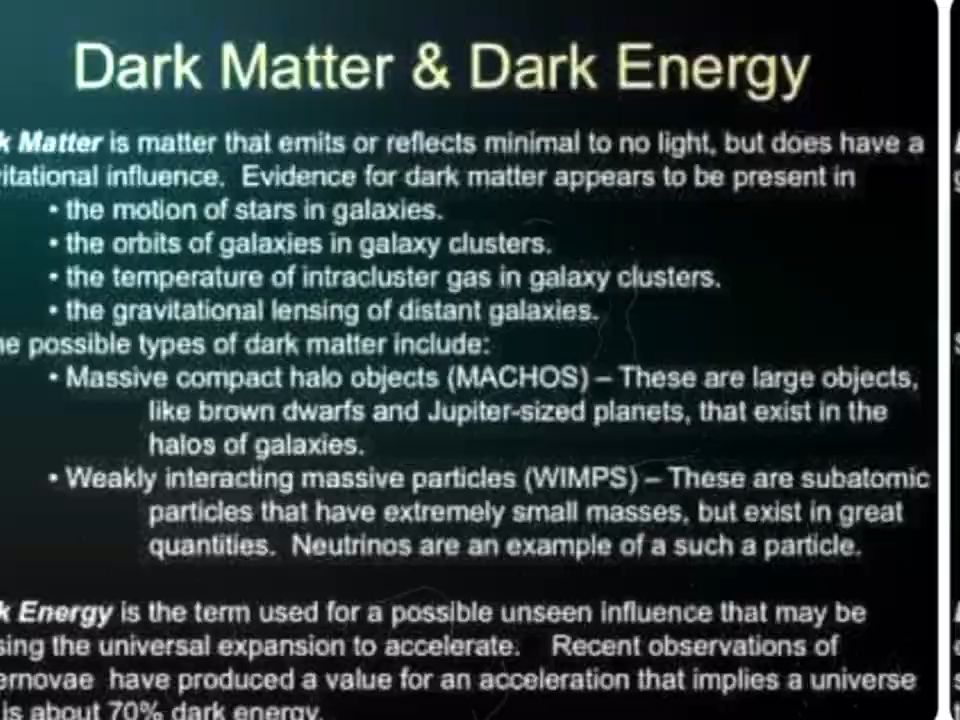 Dark Matter & Dark Energy
k Matter is matter that emits or reflects minimal to no light, but does have a
itational influence. Evidence for dark matter appears to be present in
• the motion of stars in galaxies.
• the orbits of galaxies in galaxy clusters.
• the temperature of intracluster gas in galaxy clusters.
• the gravitational lensing of distant galaxies.
e possible types of dark matter include:
• Massive compact halo objects (MACHOS) – These are large objects,
like brown dwarfs and Jupiter-sized planets, that exist in the
halos of galaxies.
• Weakly interacting massive particles (WIMPS) – These are subatomic
particles that have extremely small masses, but exist in great
quantities. Neutrinos are an example of a such a particle.
k Energy is the term used for a possible unseen influence that may be
sing the universal expansion to accelerate. Recent observations of
ernovae have produced a value for an acceleration that implies a universe
is about 70% dark energy.